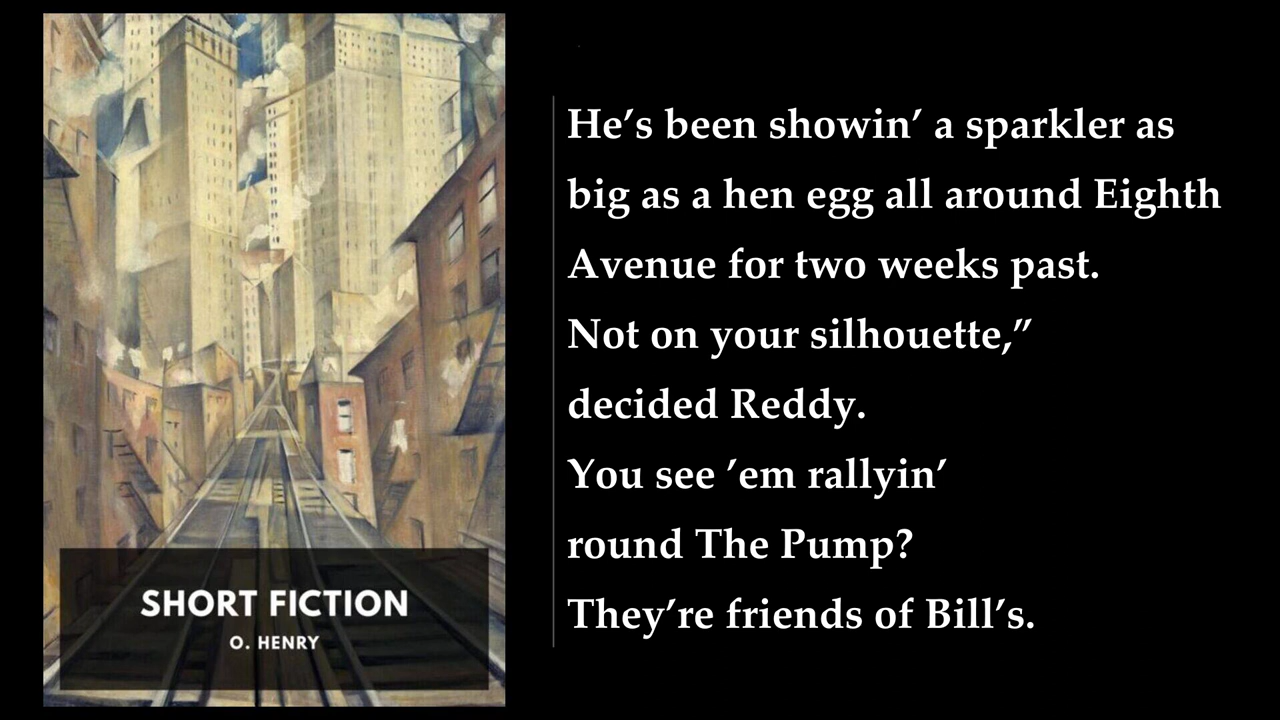 SHORT FICTION
O. HENRY
He’s been showin’ a sparkler as
big as a hen egg all around Eighth
Avenue for two weeks past.
Not on your silhouette,”
decided Reddy.
You see ’em rallyin’
round The Pump?
They’re friends of Bill’s.